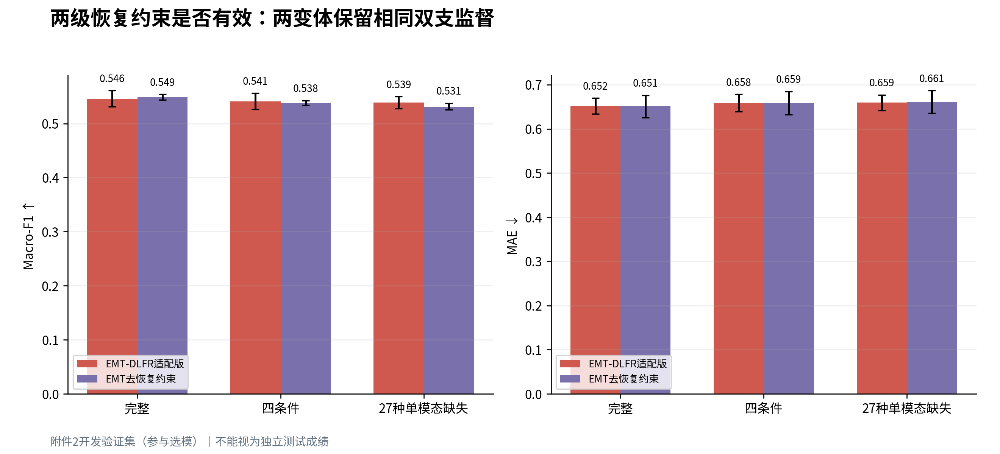 两级恢复约束是否有效：两变体保留相同双支监督
Macro-F1 ↑
0.5
0.4
0.3
0.2
0.1
0.0
0.546
0.549
0.541
0.538
0.539
0.531
EMT-DLFR适配版
EMT去恢复约束
完整
四条件
27种单模态缺失
MAE ↓
0.7
0.6
0.5
0.4
0.3
0.2
0.1
0.0
0.652
0.651
0.658
0.659
0.659
0.661
EMT-DLFR适配版
EMT去恢复约束
完整
四条件
27种单模态缺失
附件2开发验证集（参与选模）｜不能视为独立测试成绩